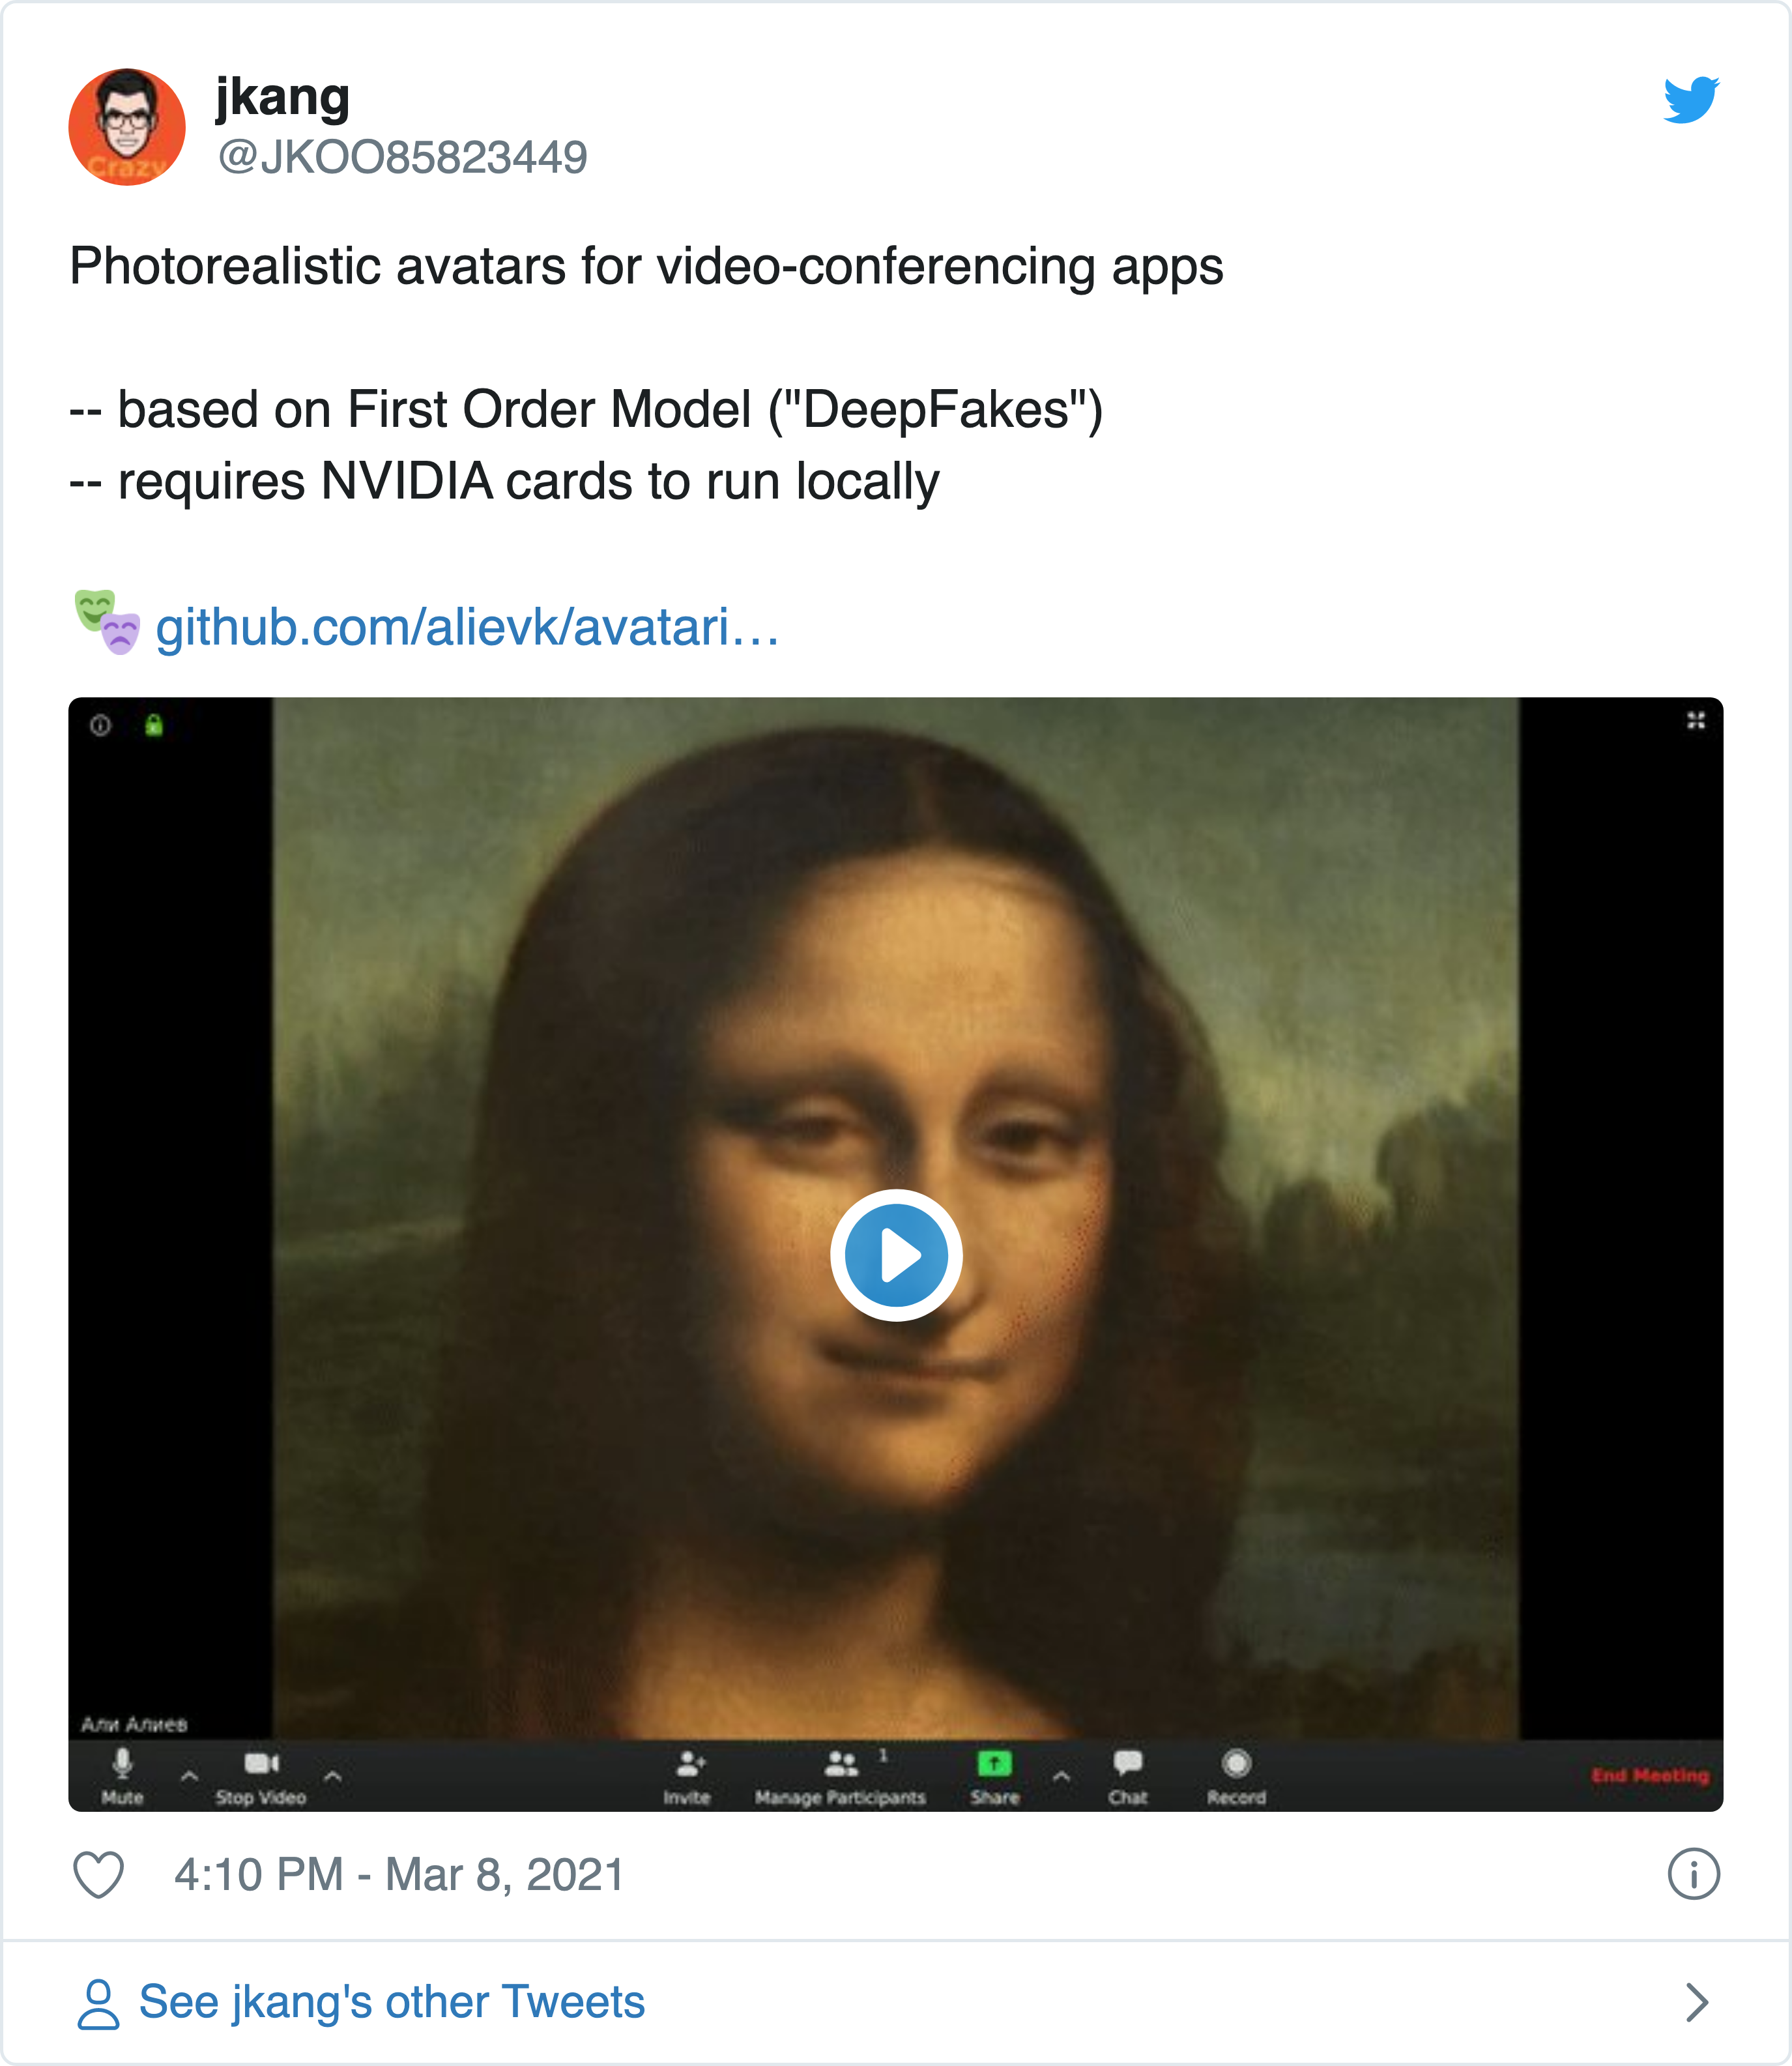 jkang
@JKOO85823449
Crazy
Photorealistic avatars for video-conferencing apps
-- based on First Order Model ("DeepFakes")
-- requires NVIDIA cards to run locally
github.com/alievk/avatari…
Али Алиев
Mute
Stop Video
Invite
Manage Participants
1
Share
Chat
Record
End Meeting
4:10 PM - Mar 8, 2021
See jkang's other Tweets